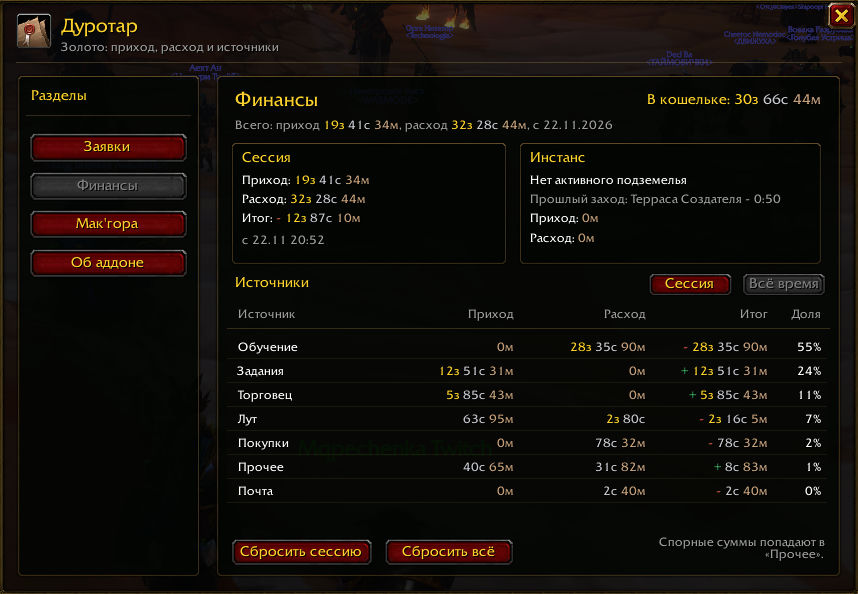 Дуротар
Золото: приход, расход и источники
Разделы
Заявки
Финансы
Мак'гора
Об аддоне
Финансы
В кошельке: 30з 66с 44м
Всего: приход 19з 41с 34м, расход 32з 28с 44м, с 22.11.2026
Сессия
Приход: 19з 41с 34м
Расход: 32з 28с 44м
Итог: - 12з 87с 10м
с 22.11 20:52
Инстанс
Нет активного подземелья
Прошлый заход: Терраса Создателя - 0:50
Приход: 0м
Расход: 0м
Источники
Сессия
Всё время
Источник Приход Расход Итог Доля
Обучение 0м 28з 35с 90м - 28з 35с 90м 55%
Задания 12з 51с 31м 0м + 12з 51с 31м 24%
Торговец 5з 85с 43м 0м + 5з 85с 43м 11%
Лут 63с 95м 2з 80с - 2з 16с 5м 7%
Покупки 0м 78с 32м - 78с 32м 2%
Прочее 40с 65м 31с 82м + 8с 83м 1%
Почта 0м 2с 40м - 2с 40м 0%
Mapechenka Twitch
Сбросить сессию
Сбросить всё
Спорные суммы попадают в
«Прочее».